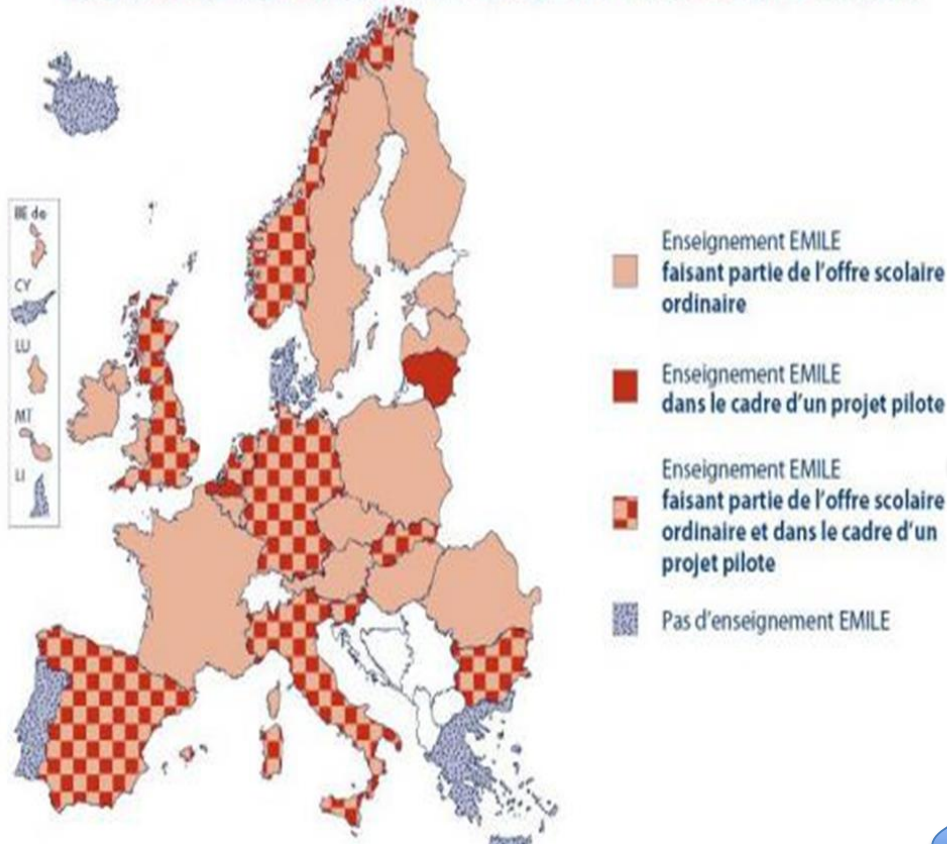 BE de
CY
LU
MT
LI
Enseignement EMILE
faisant partie de l'offre scolaire
ordinaire
Enseignement EMILE
dans le cadre d'un projet pilote
Enseignement EMILE
faisant partie de l'offre scolaire
ordinaire et dans le cadre d'un
projet pilote
Pas d'enseignement EMILE